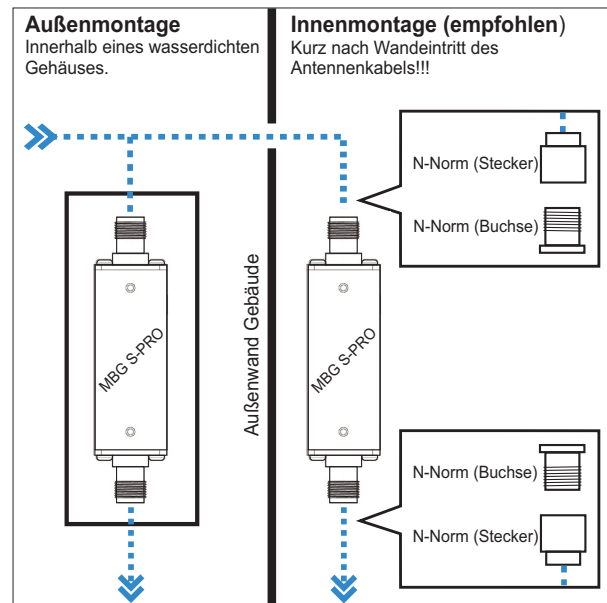 Außenmontage
Innerhalb eines wasserdichten
Gehäuses.
MBG S-PRO
Außenwand Gebäude
Innenmontage (empfohlen)
Kurz nach Wandeintritt des
Antennenkabels!!!
N-Norm (Stecker)
N-Norm (Buchse)
MBG S-PRO
N-Norm (Buchse)
N-Norm (Stecker)